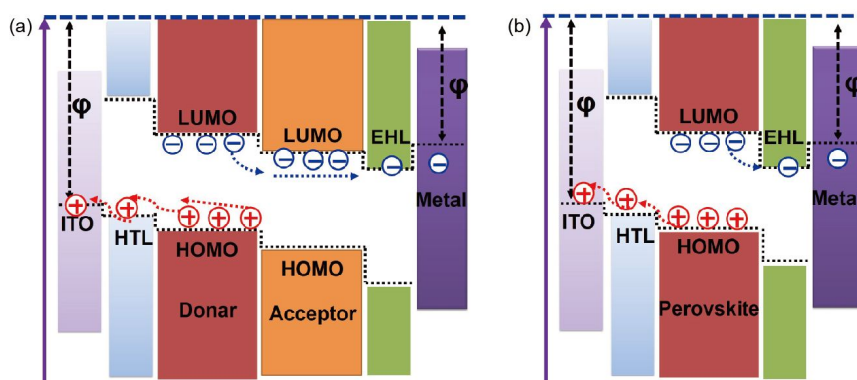 (a)
φ
LUMO
LUMO
EHL
φ
Metal
ITO
HTL
HOMO
HOMO
Donar
Acceptor
(b)
φ
LUMO
EHL
φ
Meta
ITO
HTL
HOMO
Perovskite